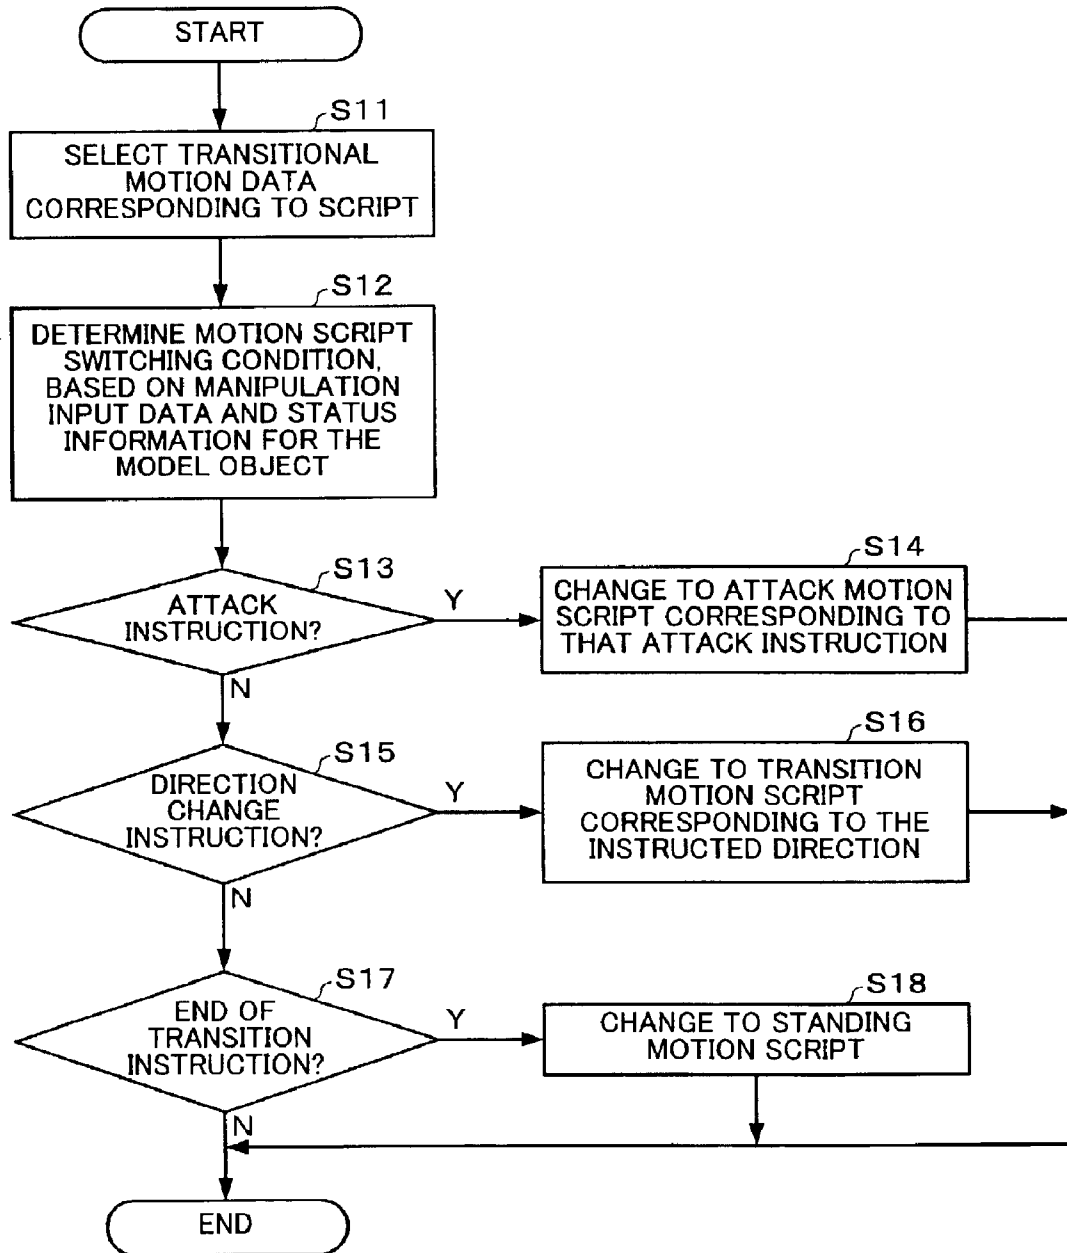 START
S11
SELECT TRANSITIONAL
MOTION DATA
CORRESPONDING TO SCRIPT
S12
DETERMINE MOTION SCRIPT
SWITCHING CONDITION,
BASED ON MANIPULATION
INPUT DATA AND STATUS
INFORMATION FOR THE
MODEL OBJECT
S13
ATTACK
INSTRUCTION?
Y
N
S14
CHANGE TO ATTACK MOTION
SCRIPT CORRESPONDING TO
THAT ATTACK INSTRUCTION
S15
DIRECTION
CHANGE
INSTRUCTION?
Y
N
S16
CHANGE TO TRANSITION
MOTION SCRIPT
CORRESPONDING TO THE
INSTRUCTED DIRECTION
S17
END OF
TRANSITION
INSTRUCTION?
Y
N
S18
CHANGE TO STANDING
MOTION SCRIPT
END